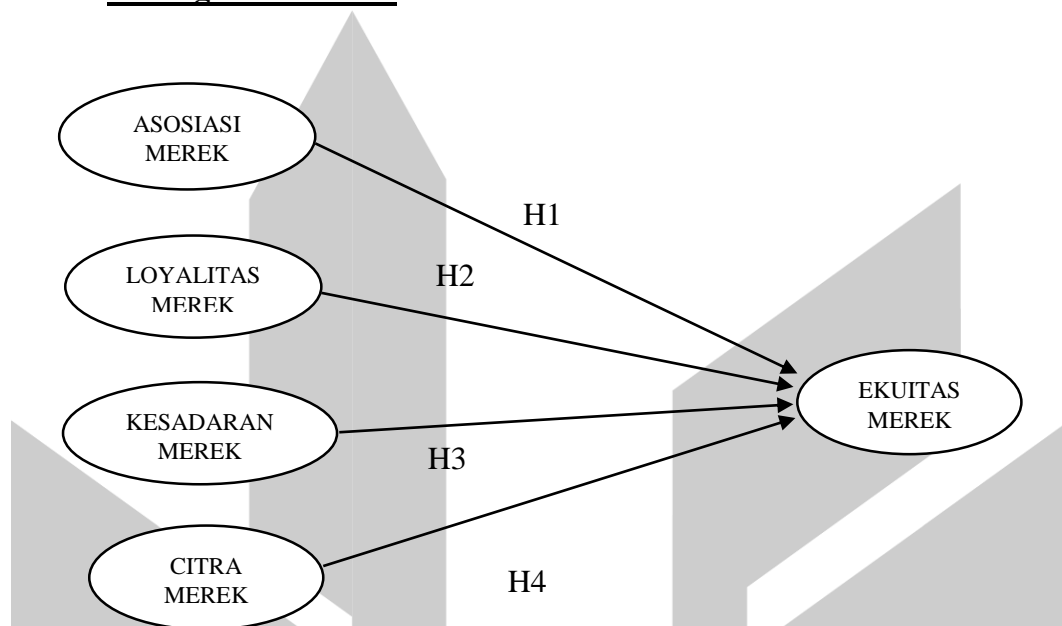 ASOSIASI
MEREK
H1
LOYALITAS
MEREK
H2
EKUITAS
MEREK
KESADARAN
MEREK
H3
CITRA
MEREK
H4